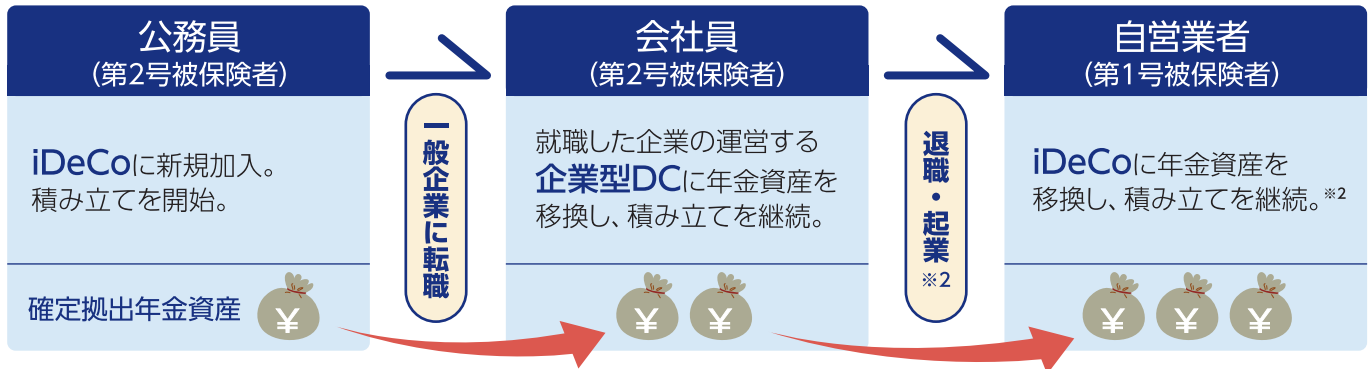 公務員
（第2号被保険者）
iDeCoに新規加入。
積み立てを開始。
確定拠出年金資産
¥
一般企業に転職
会社員
（第2号被保険者）
就職した企業の運営する
企業型DCに年金資産を
移換し、積み立てを継続。
¥ ¥
退職・起業
※2
自営業者
（第1号被保険者）
iDeCoに年金資産を
移換し、積み立てを継続。※2
¥ ¥ ¥